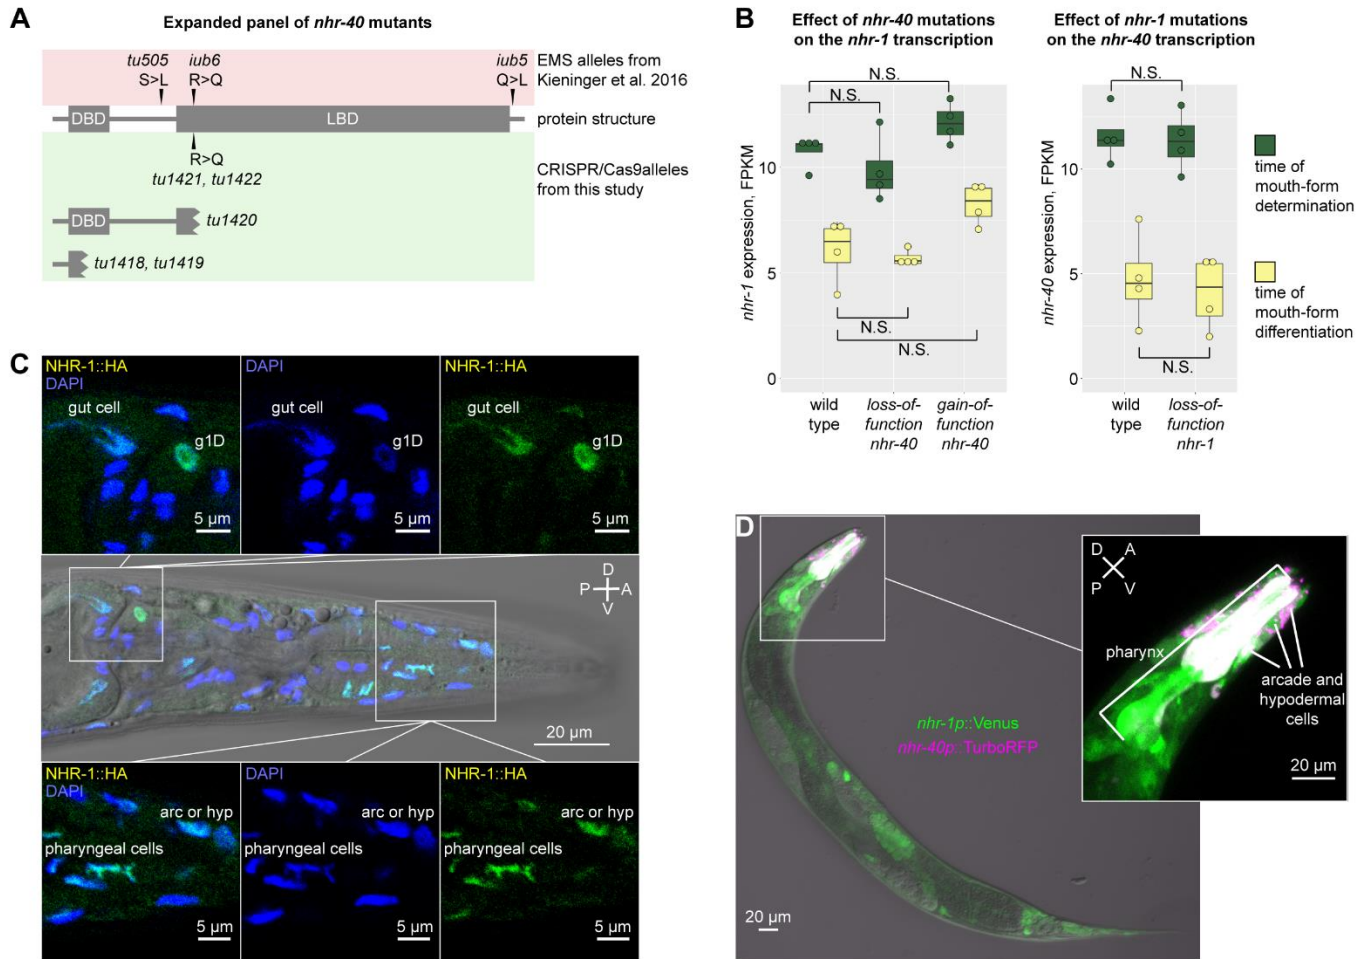 A
Expanded panel of nhr-40 mutants
tu505
iub6
iub5
EMS alleles from
S>L
R>Q
Q>L
Kieninger et al. 2016
DBD
LBD
protein structure
R>Q
tu1421, tu1422
CRISPR/Cas9alleles
from this study
DBD
tu1420
tu1418, tu1419
B
Effect of nhr-40 mutations
on the nhr-1 transcription
N.S.
N.S.
nhr-1 expression, FPKM
10
5
0
N.S.
N.S.
wild
type
loss-of-
function
nhr-40
gain-of-
function
nhr-40
Effect of nhr-1 mutations
on the nhr-40 transcription
N.S.
nhr-40 expression, FPKM
10
5
0
N.S.
wild
type
loss-of-
function
nhr-1
time of
mouth-form
determination
time of
mouth-form
differentiation
C
NHR-1::HA
DAPI
gut cell
g1D
5 µm
DAPI
gut cell
g1D
5 µm
NHR-1::HA
g1D
5 µm
D
P
A
V
20 µm
NHR-1::HA
DAPI
arc or hyp
pharyngeal cells
5 µm
DAPI
arc or hyp
pharyngeal cells
5 µm
NHR-1::HA
arc or hyp
pharyngeal cells
5 µm
D
nhr-1p::Venus
nhr-40p::TurboRFP
20 µm
D
A
P
V
pharynx
arcade and
hypodermal
cells
20 µm